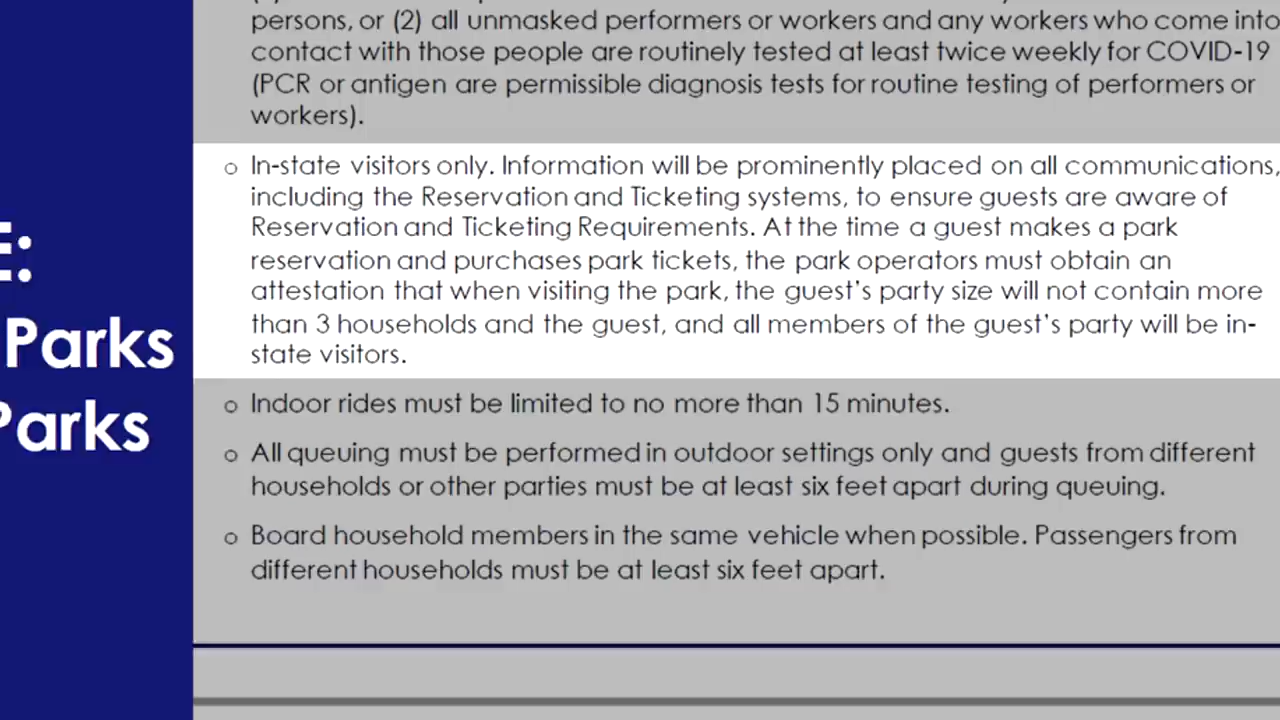 persons, or (2) all unmasked performers or workers and any workers who come into
contact with those people are routinely tested at least twice weekly for COVID-19
(PCR or antigen are permissible diagnosis tests for routine testing of performers or
workers).
o In-state visitors only. Information will be prominently placed on all communications,
including the Reservation and Ticketing systems, to ensure guests are aware of
Reservation and Ticketing Requirements. At the time a guest makes a park
reservation and purchases park tickets, the park operators must obtain an
attestation that when visiting the park, the guest's party size will not contain more
than 3 households and the guest, and all members of the guest's party will be in-
state visitors.
o Indoor rides must be limited to no more than 15 minutes.
o All queuing must be performed in outdoor settings only and guests from different
households or other parties must be at least six feet apart during queuing.
o Board household members in the same vehicle when possible. Passengers from
different households must be at least six feet apart.
E:
Parks
Parks